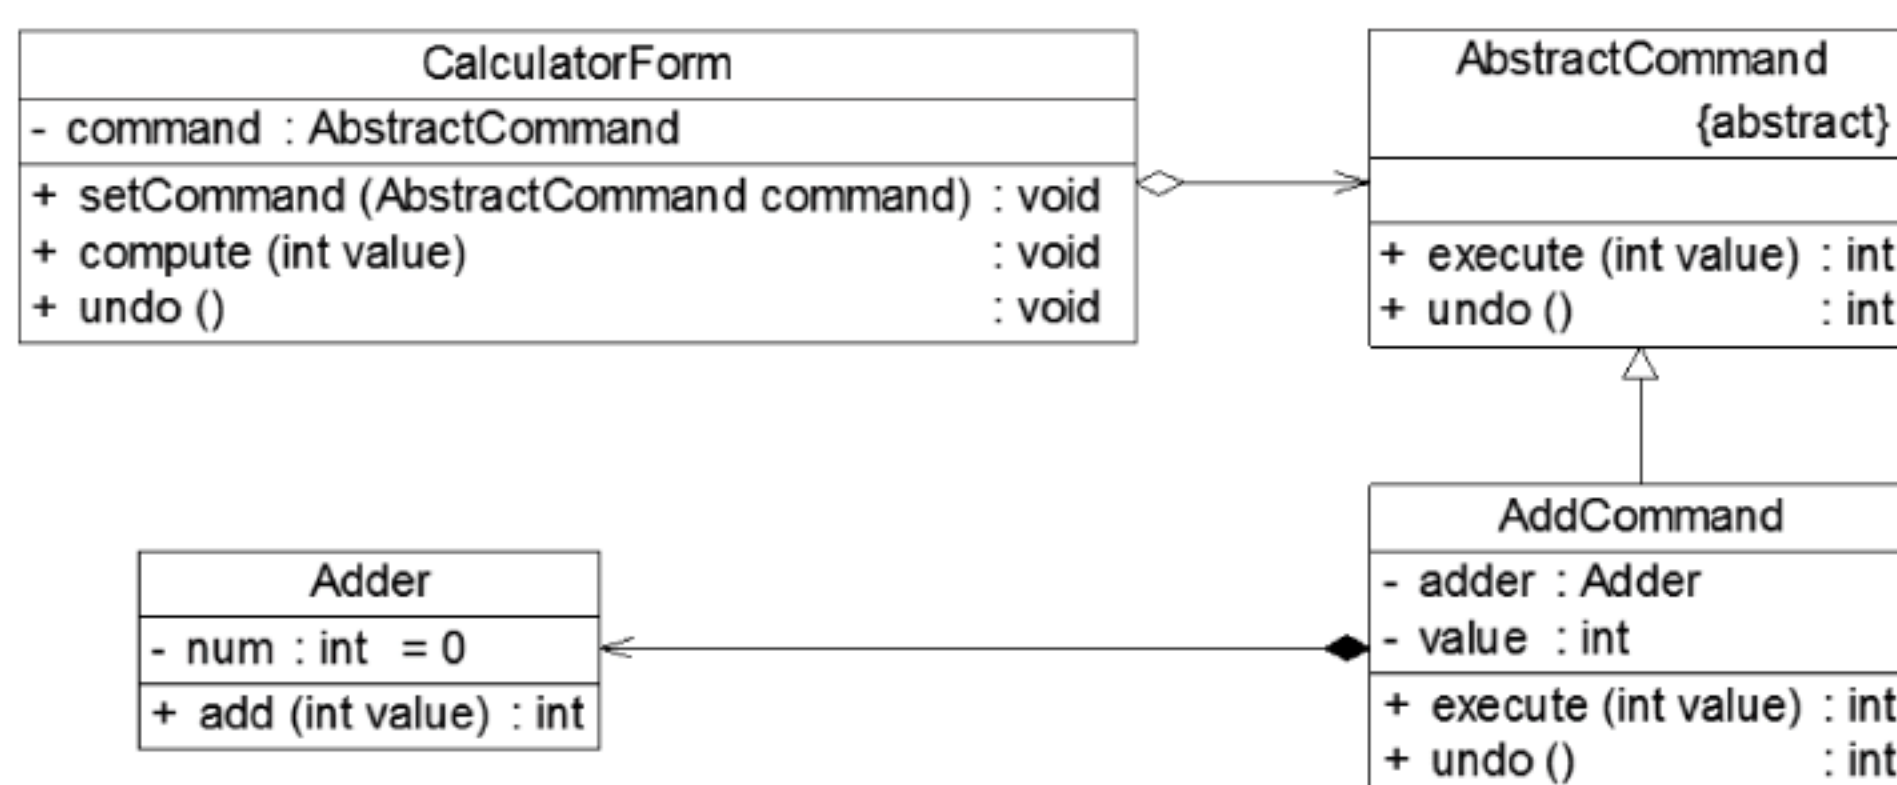 CalculatorForm
- command : AbstractCommand
+ setCommand (AbstractCommand command) : void
+ compute (int value) : void
+ undo () : void
AbstractCommand
{abstract}
+ execute (int value) : int
+ undo () : int
Adder
- num : int = 0
+ add (int value) : int
AddCommand
- adder : Adder
- value : int
+ execute (int value) : int
+ undo () : int